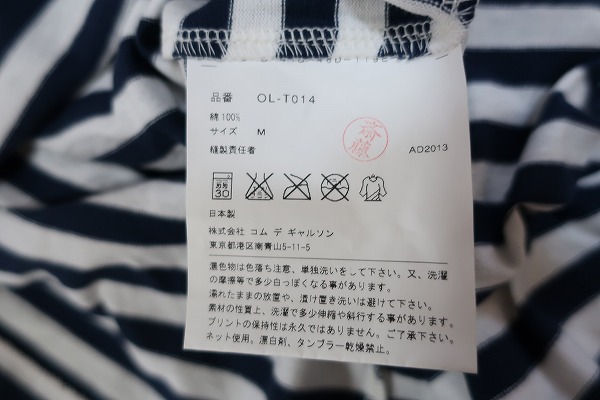 品番 OL-T014
綿100%
サイズ M
縫製責任者 斎藤 AD2013
弱 30
日本製
株式会社 コム デ ギャルソン
東京都港区南青山5-11-5
濃色物は色落ち注意、単独洗いをして下さい。又、洗濯
の摩擦等で多少白っぽくなる事があります。
濡れたままの放置や、漬け置き洗いは避けて下さい。
素材の性質上、洗濯で多少伸縮や斜行する事があります。
プリントの保持性は永久ではありません。ご了承下さい。
ネット使用。漂白剤、タンブラー乾燥禁止。